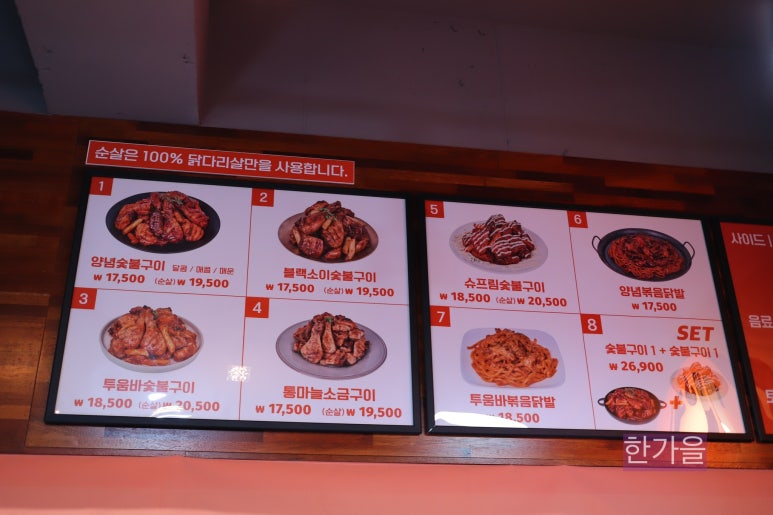 순살은 100% 닭다리살만을 사용합니다.
1
양념숯불구이 달콤 / 매콤 / 매운
₩ 17,500 (순살) ₩ 19,500
2
블랙소이숯불구이
₩ 17,500 (순살) ₩ 19,500
3
투움바숯불구이
₩ 18,500 (순살) ₩ 20,500
4
통마늘소금구이
₩ 17,500 (순살) ₩ 19,500
5
슈프림숯불구이
₩ 18,500 (순살) ₩ 20,500
6
양념볶음닭발
₩ 17,500
7
투움바볶음닭발
₩ 18,500
8
SET
숯불구이 1 + 숯불구이 1
₩ 26,900
+
사이드
음료
한가을